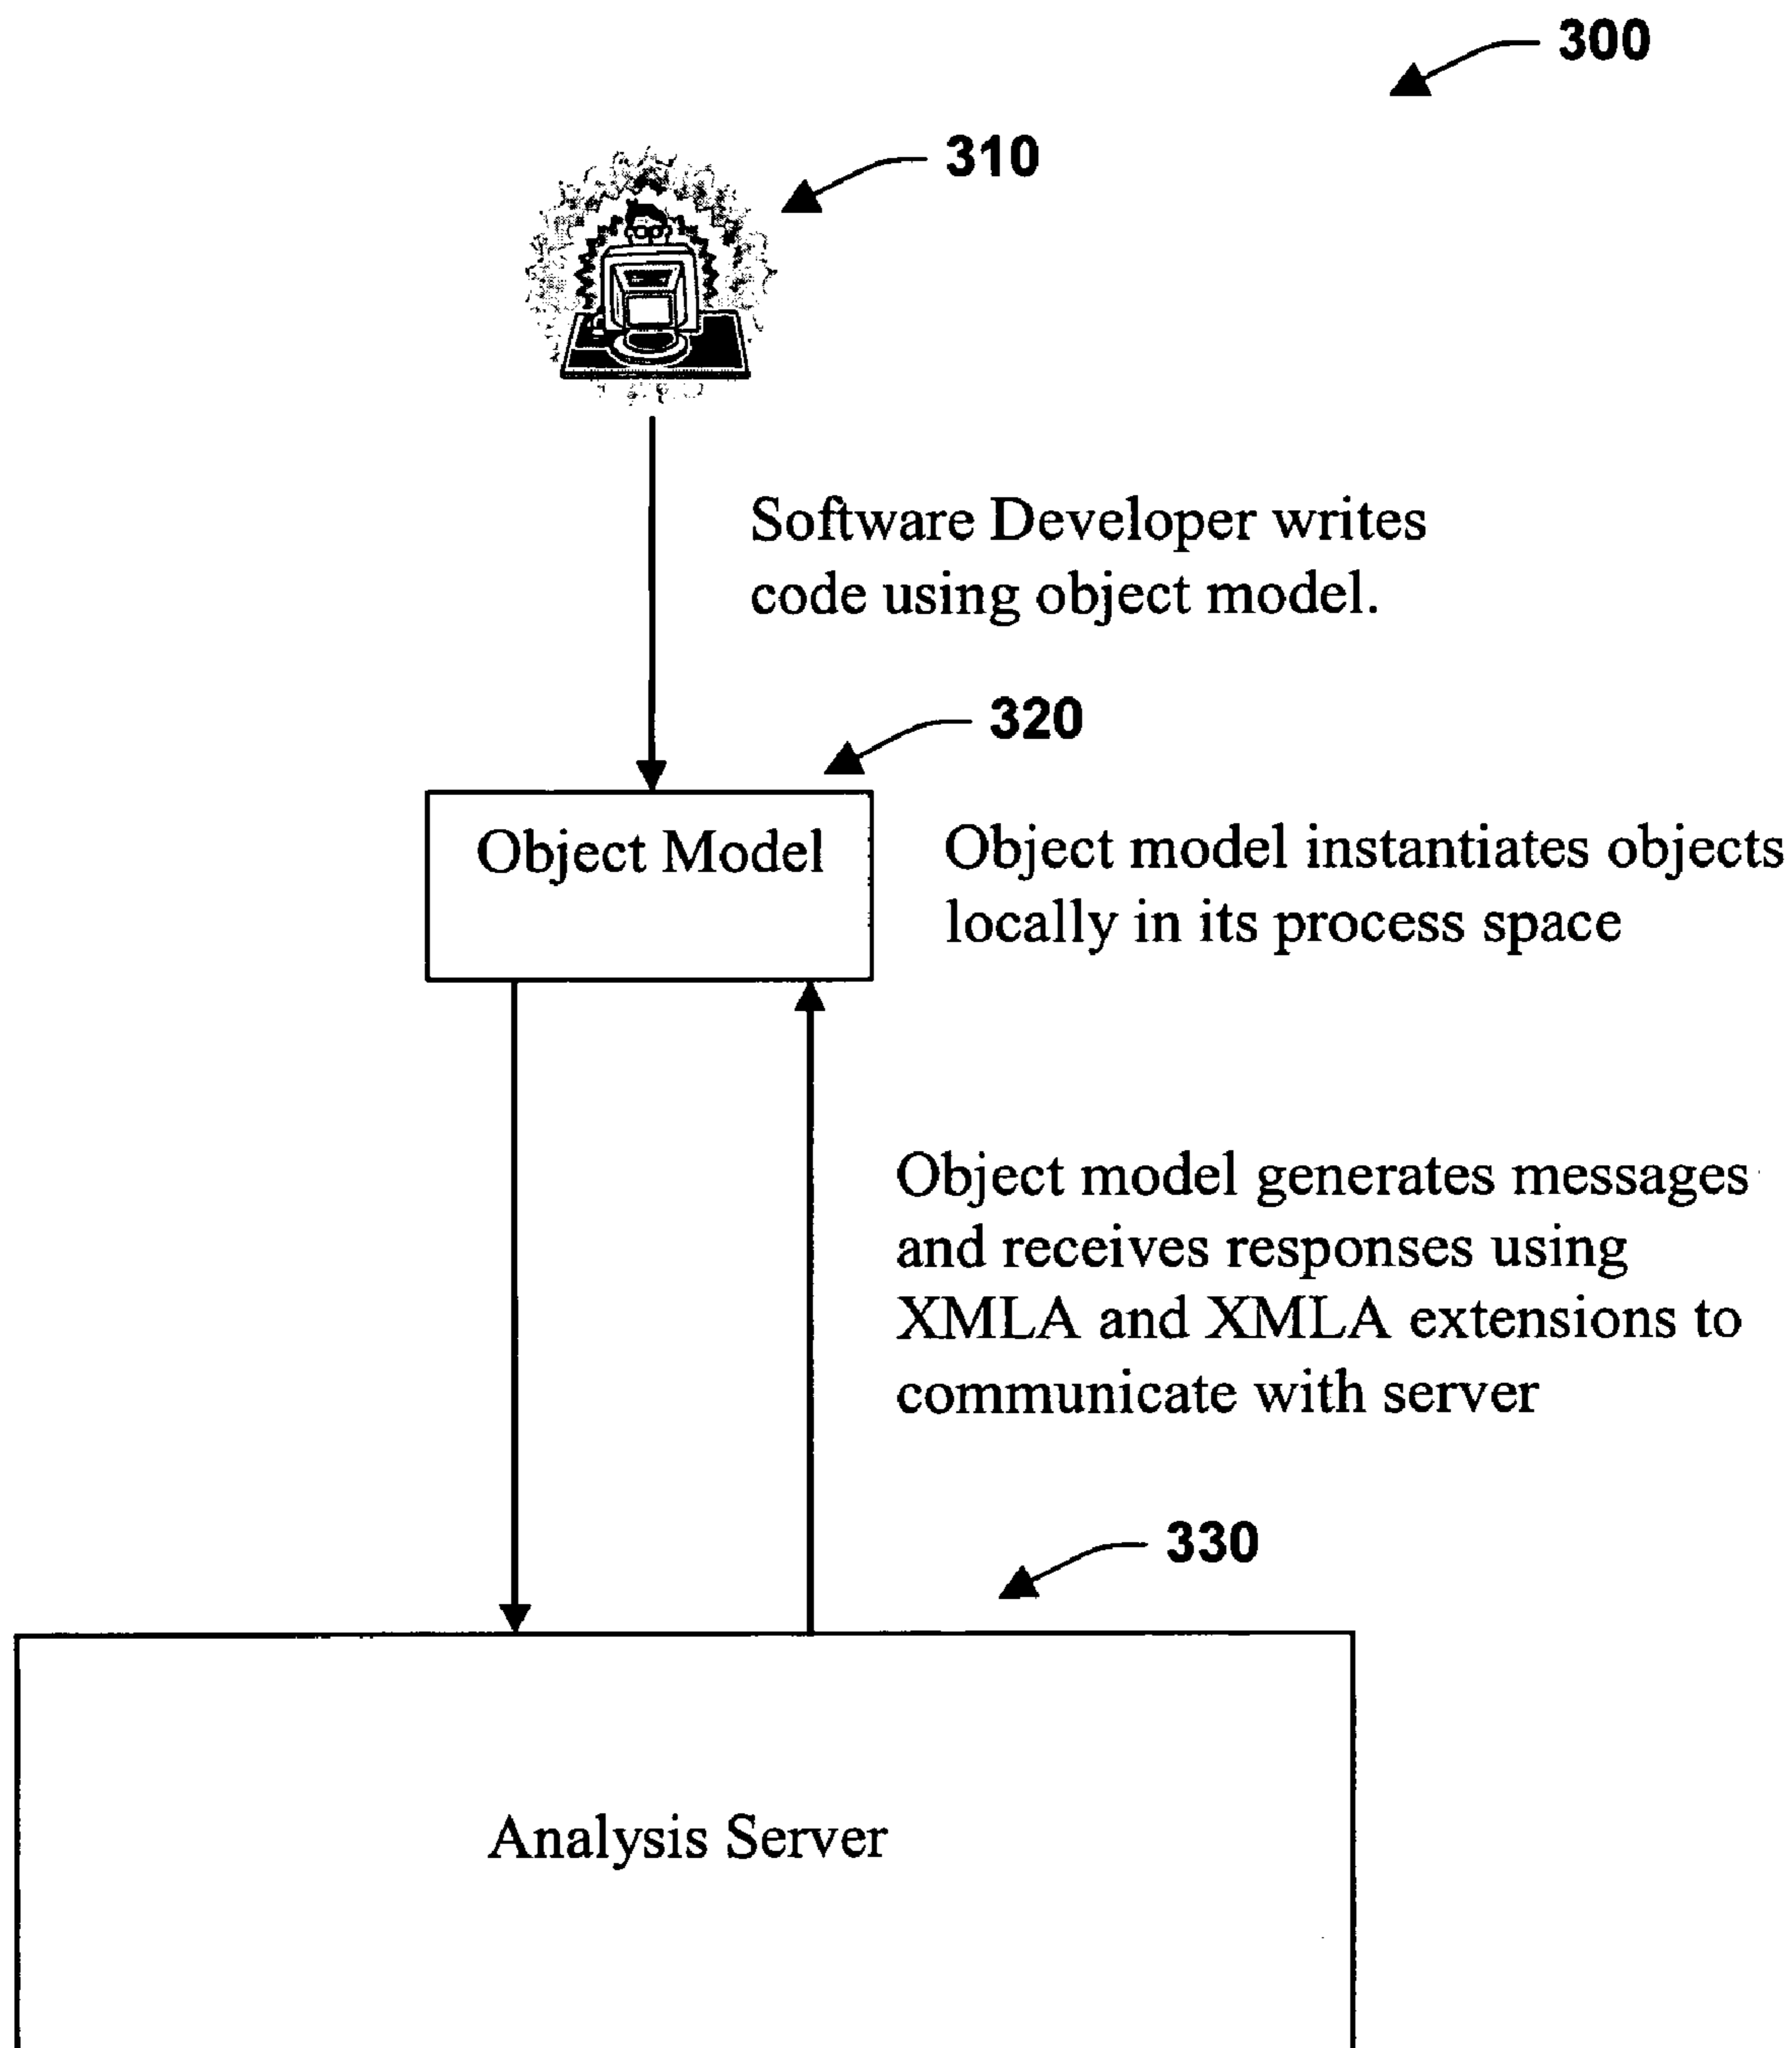 300
310
Software Developer writes
code using object model.
320
Object Model
Object model instantiates objects
locally in its process space
Object model generates messages
and receives responses using
XMLA and XMLA extensions to
communicate with server
330
Analysis Server